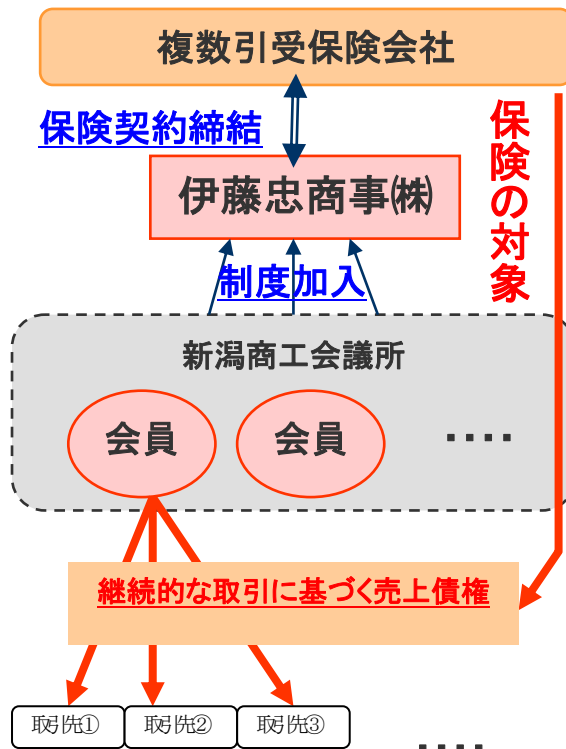 複数引受保険会社
保険契約締結
保険の対象
伊藤忠商事㈱
制度加入
新潟商工会議所
会員
会員
‥‥
継続的な取引に基づく売上債権
取引先①
取引先②
取引先③
‥‥